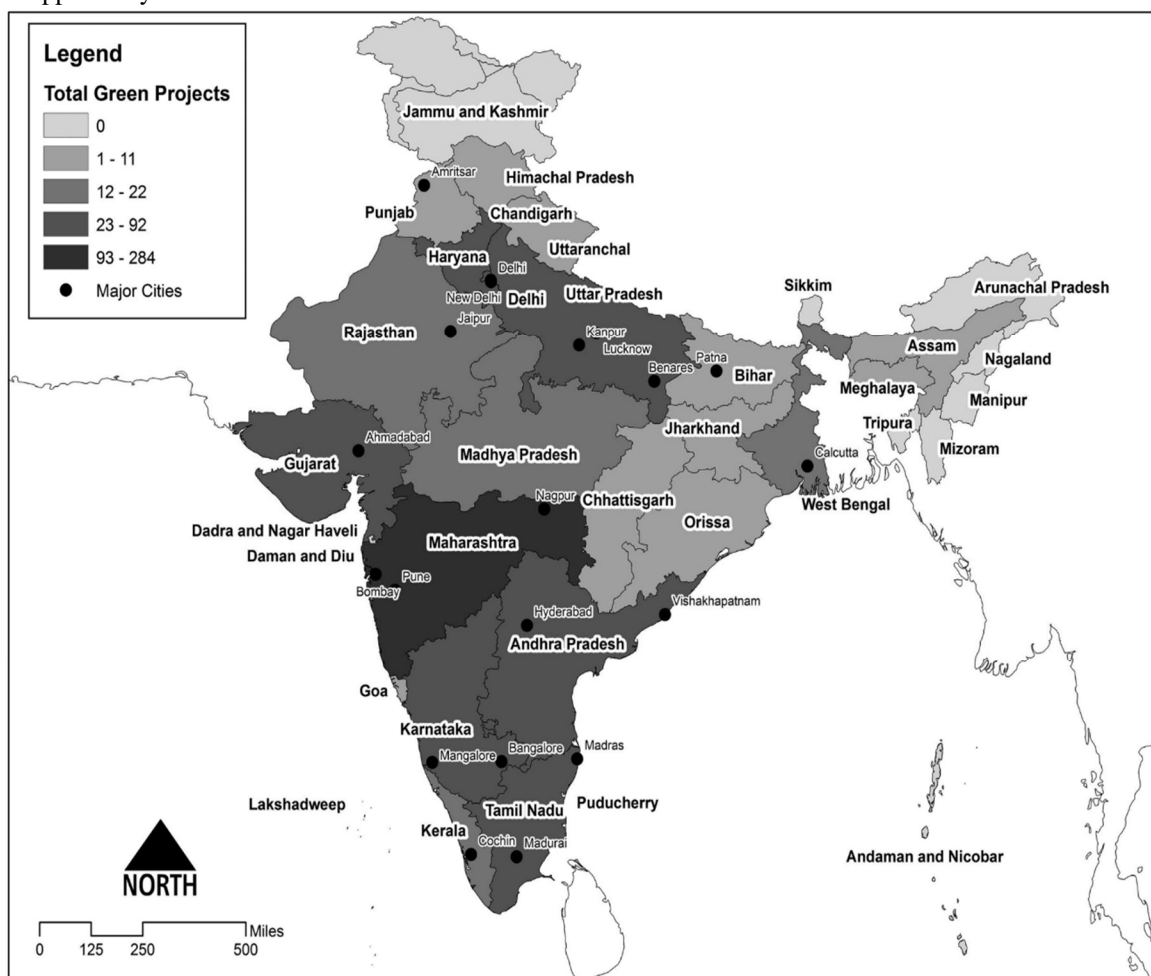 Legend
Total Green Projects
0
1 - 11
12 - 22
23 - 92
93 - 284
Major Cities
Jammu and Kashmir
Amritsar
Himachal Pradesh
Punjab
Chandigarh
Uttaranchal
Haryana
Delhi
New Delhi
Delhi
Uttar Pradesh
Sikkim
Arunachal Pradesh
Rajasthan
Jaipur
Kanpur
Lucknow
Assam
Nagaland
Benares
Patna
Bihar
Meghalaya
Manipur
Jharkhand
Tripura
Mizoram
Ahmadabad
Gujarat
Madhya Pradesh
Calcutta
Nagpur
Chhattisgarh
West Bengal
Orissa
Dadra and Nagar Haveli
Daman and Diu
Maharashtra
Pune
Bombay
Vishakhapatnam
Hyderabad
Andhra Pradesh
Goa
Karnataka
Mangalore
Bangalore
Madras
Lakshadweep
Tamil Nadu
Puducherry
Kerala
Cochin
Madurai
Andaman and Nicobar
NORTH
Miles
0 125 250 500